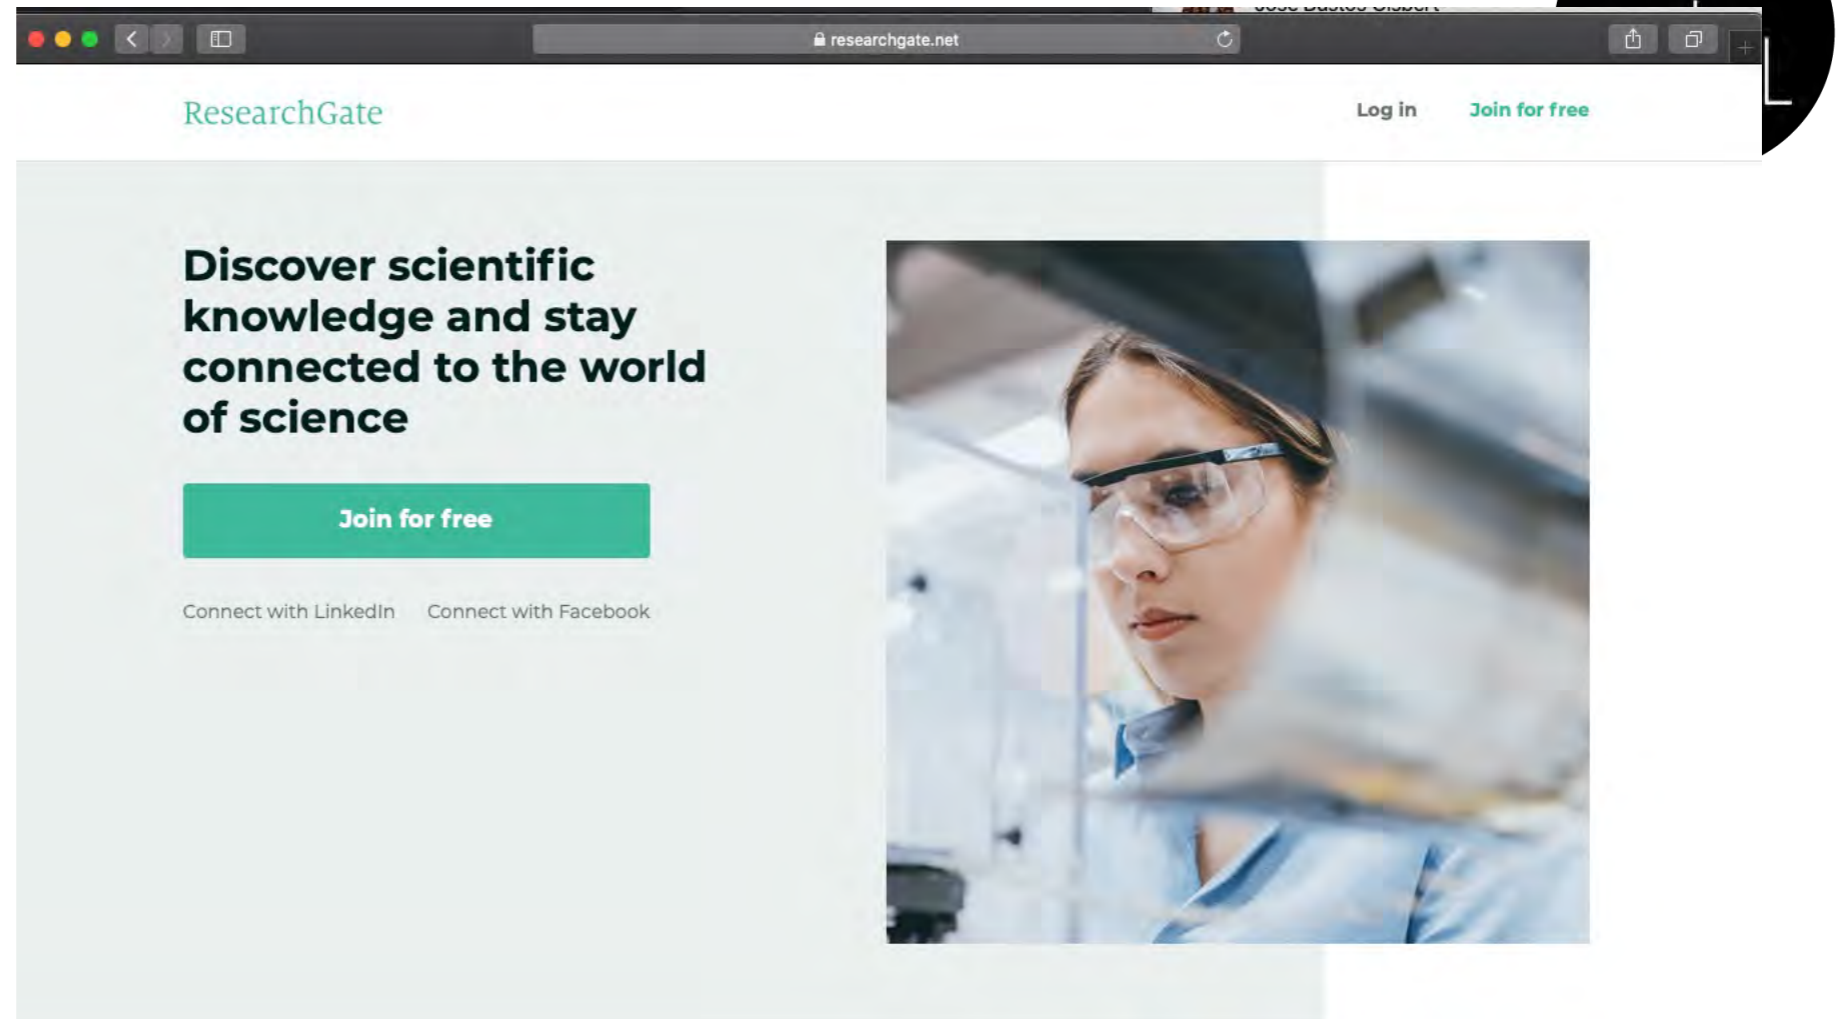 researchgate.net
ResearchGate
Log in
Join for free
Discover scientific
knowledge and stay
connected to the world
of science
Join for free
Connect with LinkedIn
Connect with Facebook